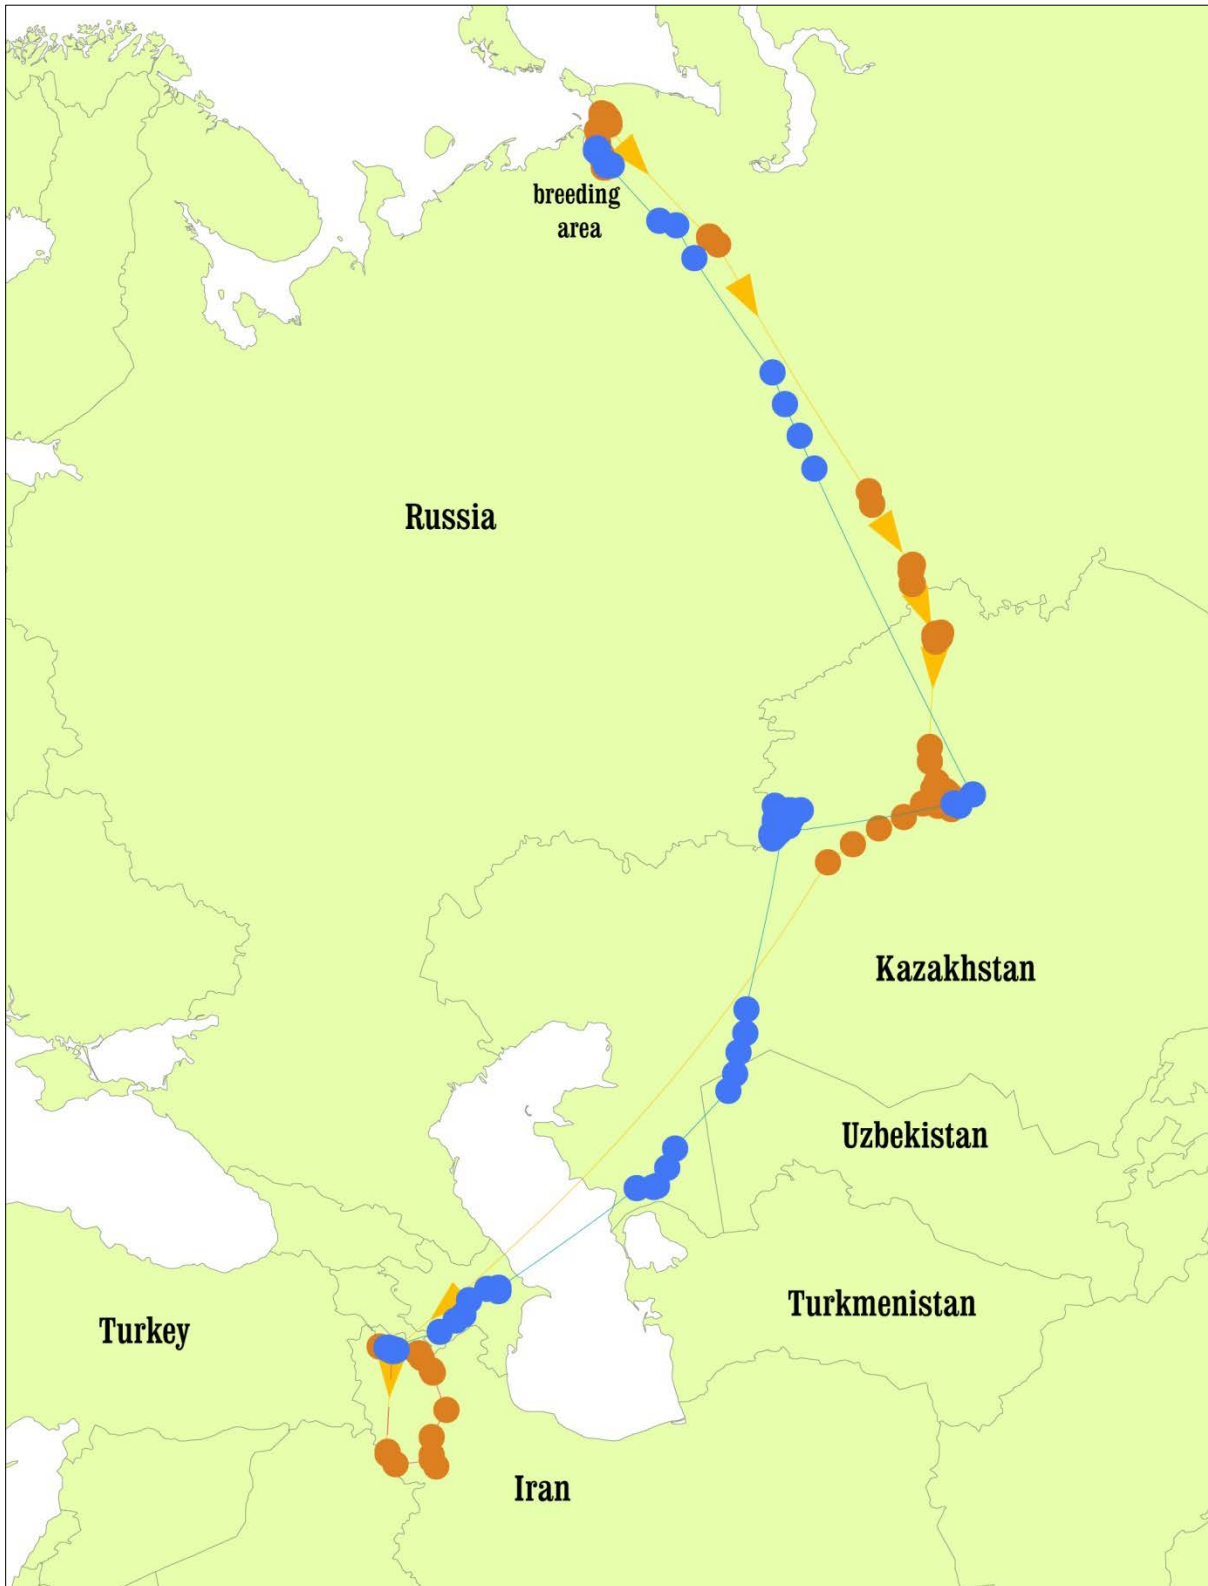 breeding
area
Russia
Kazakhstan
Uzbekistan
Turkmenistan
Turkey
Iran